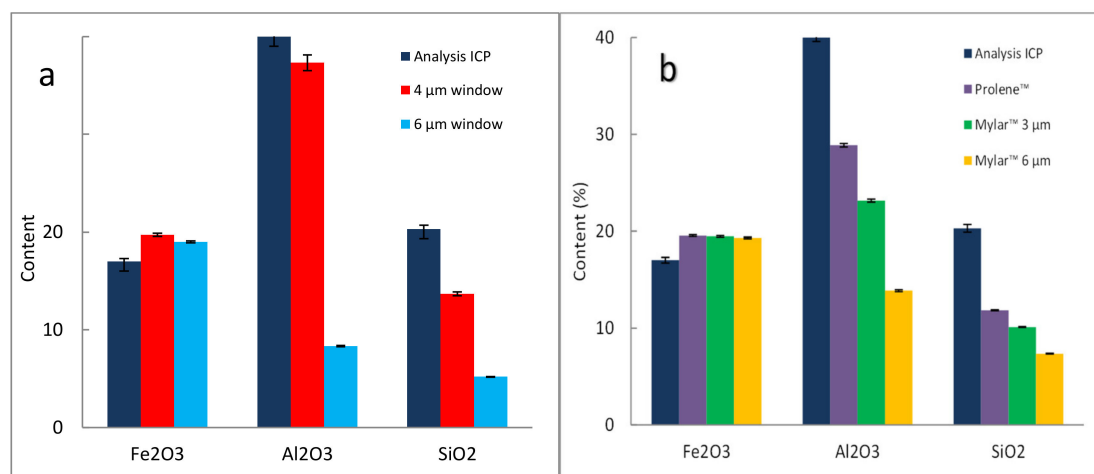 a
Analysis ICP
4 µm window
6 µm window
Content
20
10
0
Fe2O3
Al2O3
SiO2
b
Analysis ICP
Prolene™
Mylar™ 3 µm
Mylar™ 6 µm
Content (%)
40
30
20
10
0
Fe2O3
Al2O3
SiO2